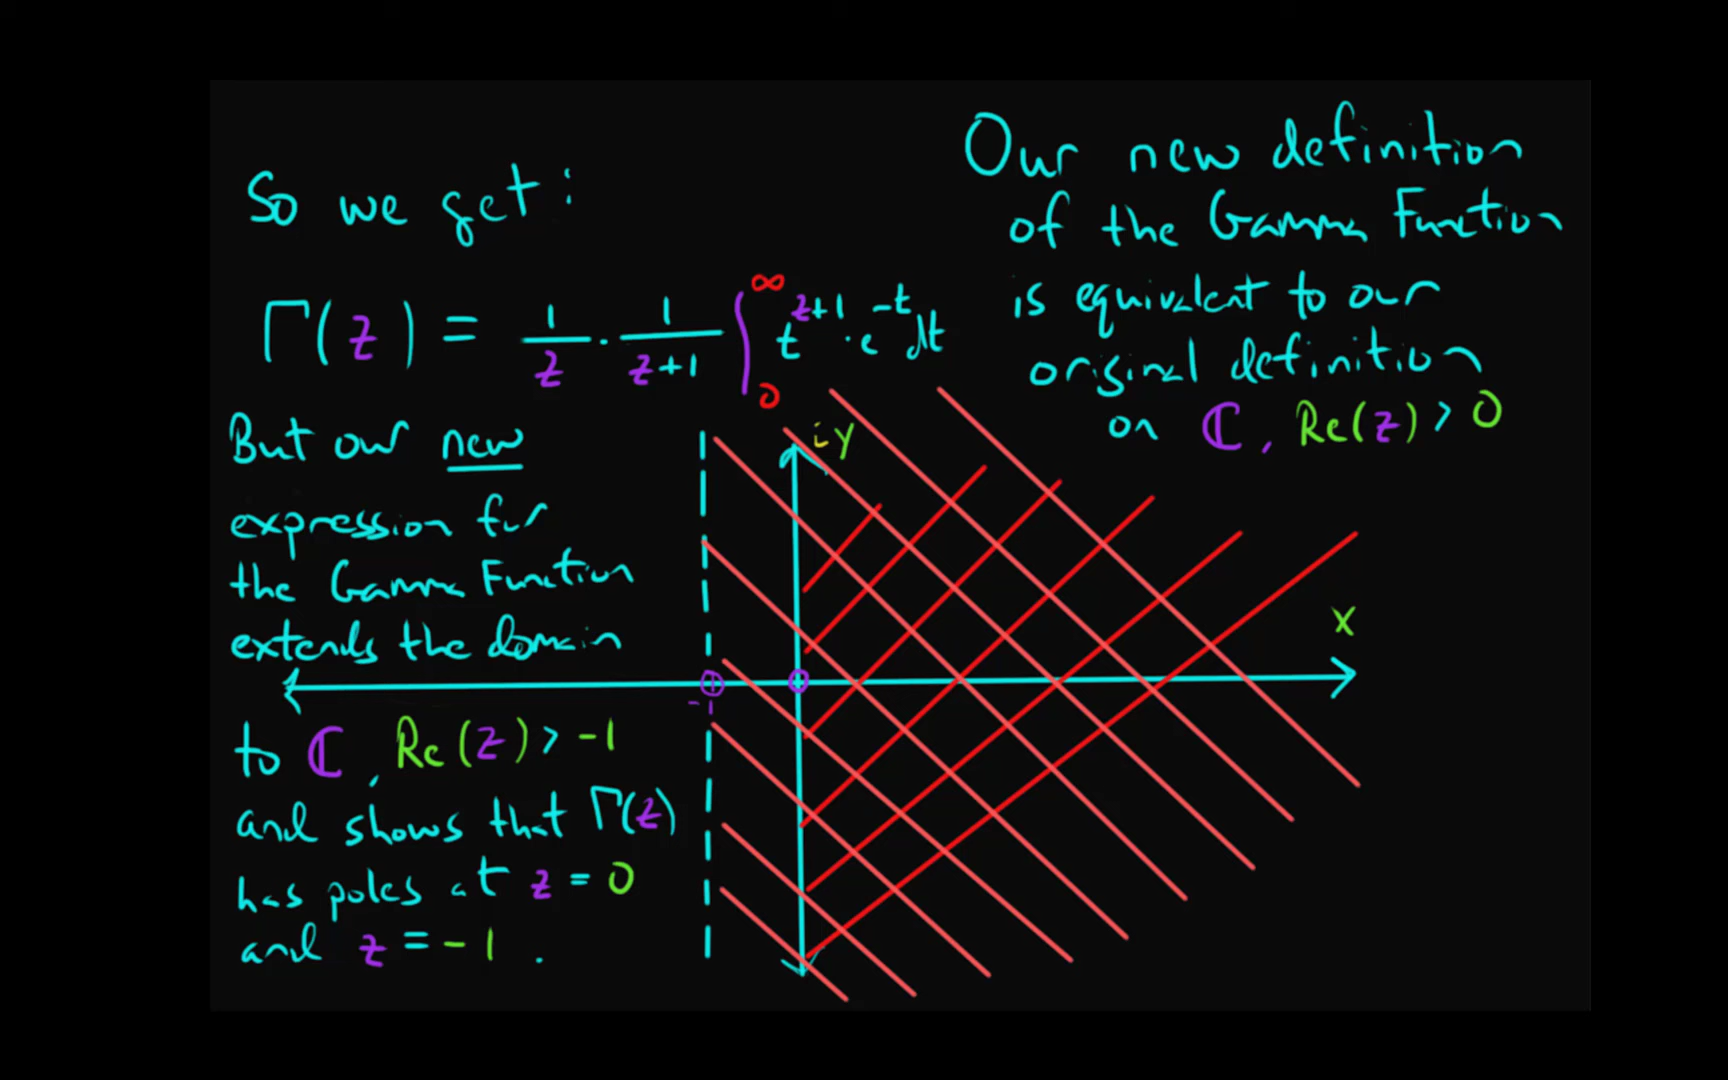 So we get:
Γ(z) = 1/z · 1/z+1 ∫₀^∞ t^z+1 · e^-t dt
But our new
expression for
the Gamma Function
extends the domain
to ℂ, Re(z) > -1
and shows that Γ(z)
has poles at z = 0
and z = -1.
Our new definition
of the Gamma Function
is equivalent to our
original definition
on ℂ, Re(z) > 0
iy
x
-1